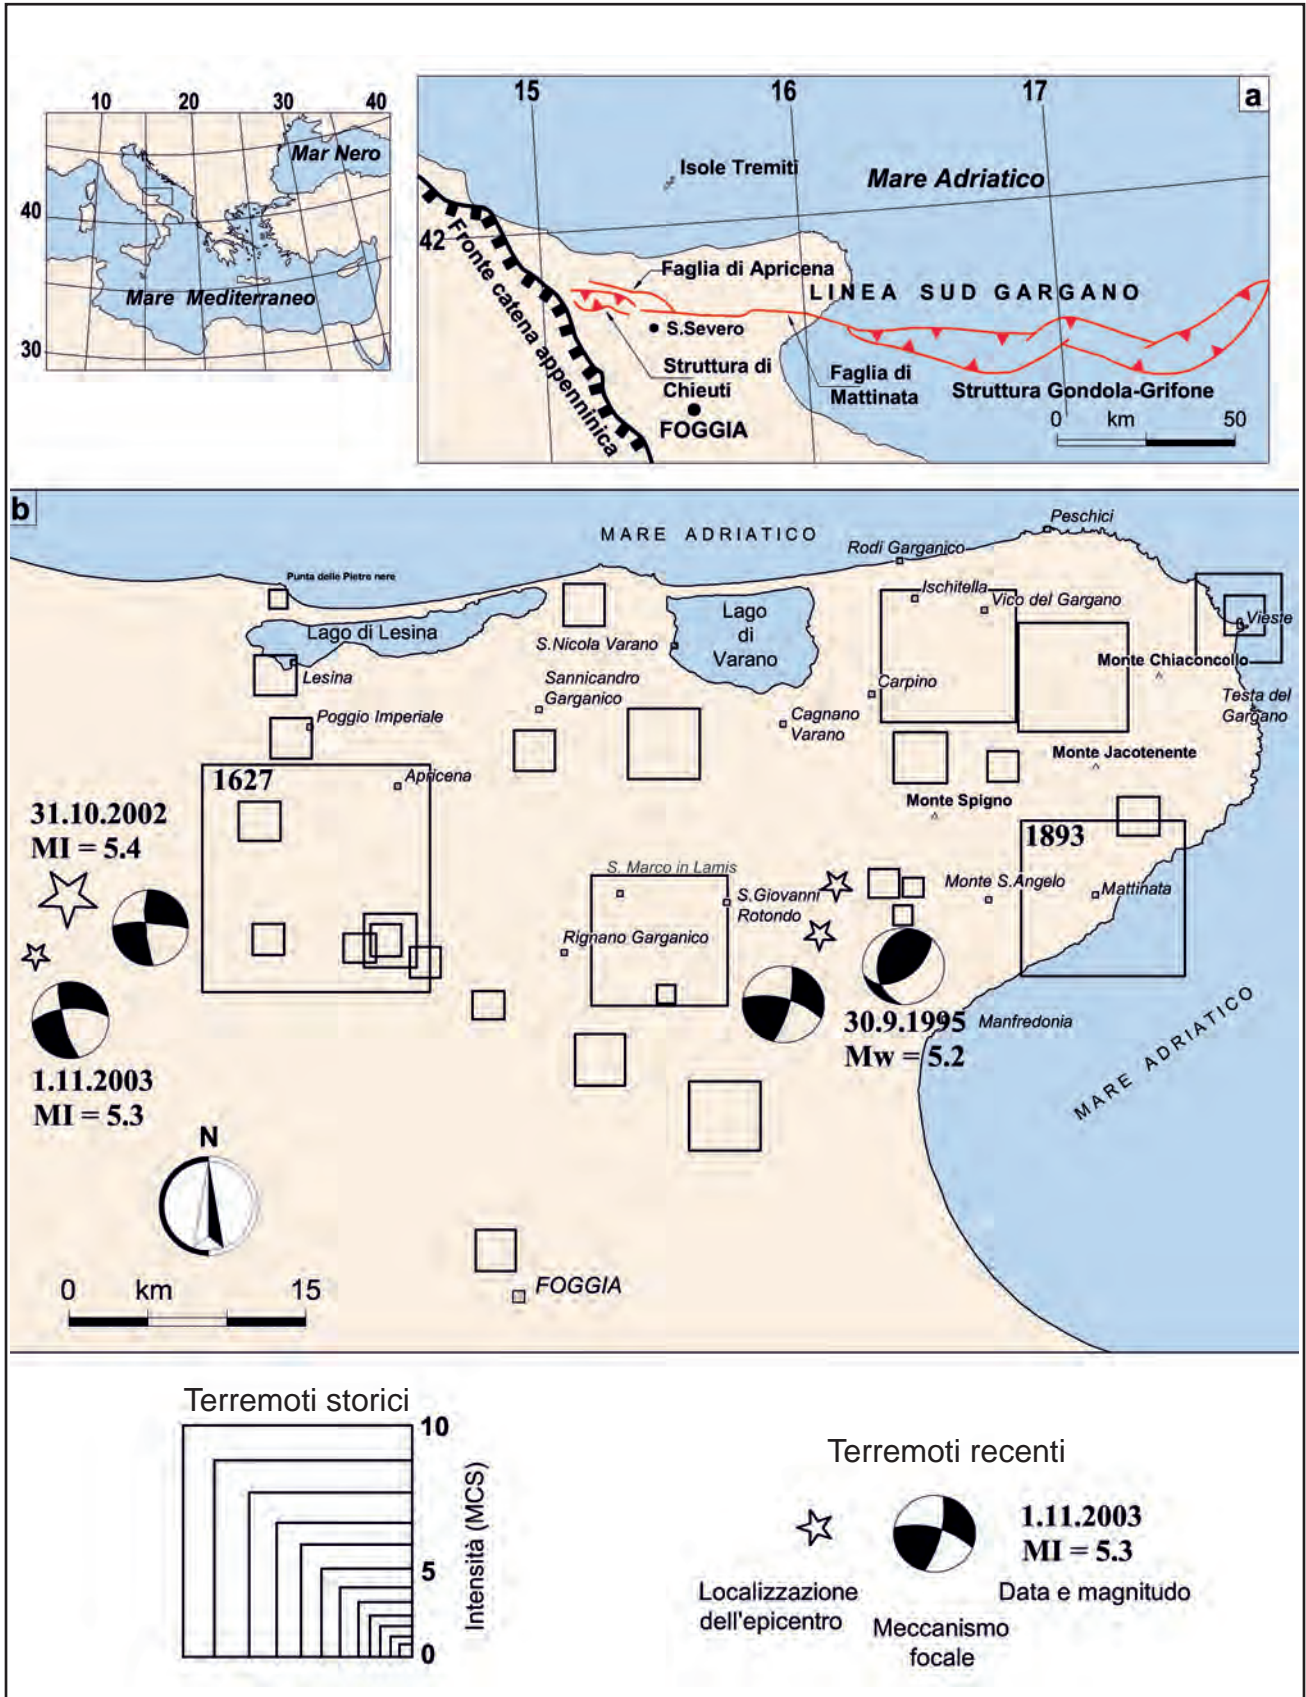 10 20 30 40
Mar Nero
40
Mare Mediterraneo
30
15 16 17
a
Isole Tremiti
Mare Adriatico
42
Fronte catena appenninica
Faglia di Apricena
LINEA SUD GARGANO
S.Severo
Struttura di
Chieuti
Faglia di
Mattinata
Struttura Gondola-Grifone
FOGGIA
0 km 50
b
MARE ADRIATICO
Peschici
Rodi Garganico
Punta delle Pietre nere
Ischitella
Vico del Gargano
Vieste
Lago di Lesina
Lago
di
Varano
S.Nicola Varano
Lesina
Sannicandro
Garganico
Carpino
Monte Chiaconcollo
Testa del
Gargano
Poggio Imperiale
Cagnano
Varano
Monte Jacotenente
1627
Apricena
Monte Spigno
31.10.2002
Ml = 5.4
1893
S. Marco in Lamis
S.Giovanni
Rotondo
Monte S.Angelo
Mattinata
Rignano Garganico
30.9.1995
Mw = 5.2
Manfredonia
MARE ADRIATICO
1.11.2003
Ml = 5.3
N
0 km 15
FOGGIA
Terremoti storici
10
5
0
Intensità (MCS)
Terremoti recenti
1.11.2003
Ml = 5.3
Localizzazione
dell'epicentro
Meccanismo
focale
Data e magnitudo